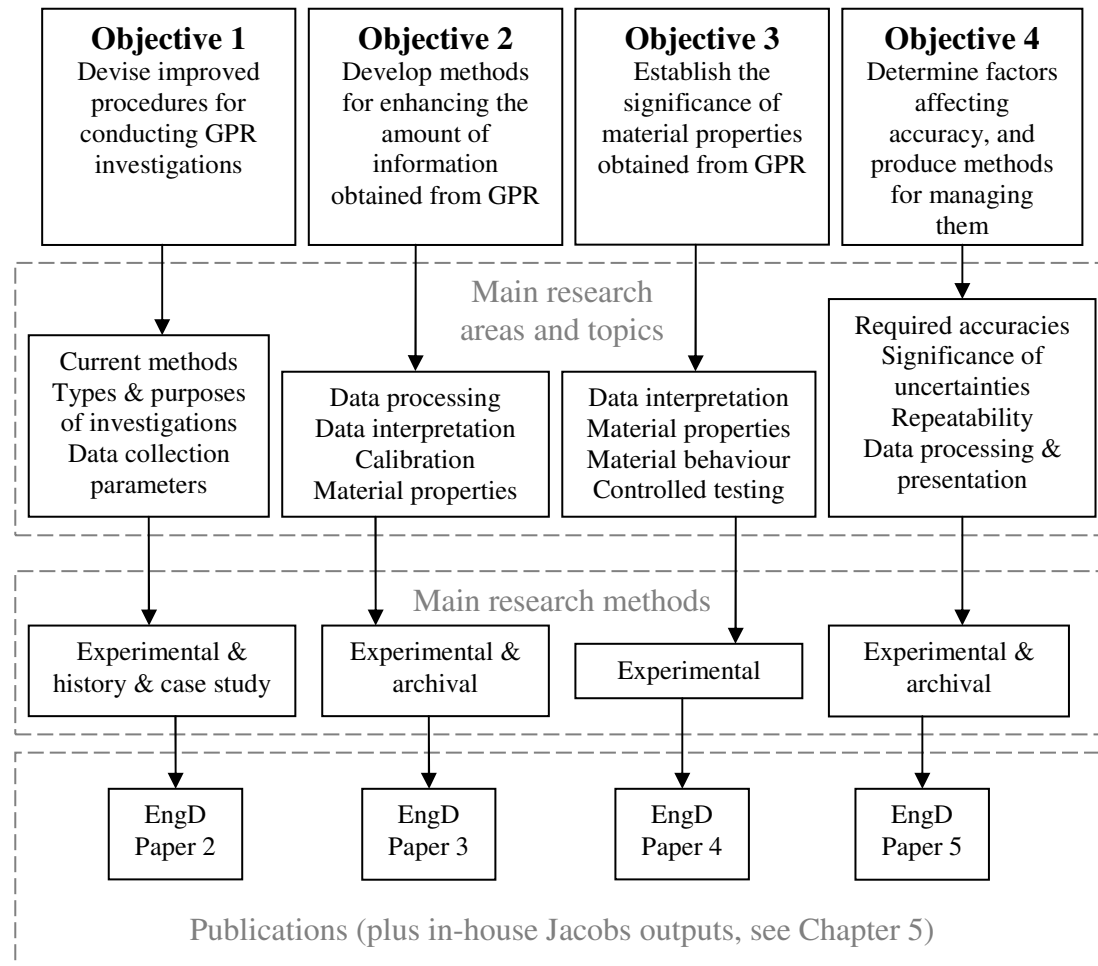 Objective 1
Devise improved
procedures for
conducting GPR
investigations
Objective 2
Develop methods
for enhancing the
amount of
information
obtained from GPR
Objective 3
Establish the
significance of
material properties
obtained from GPR
Objective 4
Determine factors
affecting
accuracy, and
produce methods
for managing
them
Main research
areas and topics
Current methods
Types & purposes
of investigations
Data collection
parameters
Data processing
Data interpretation
Calibration
Material properties
Data interpretation
Material properties
Material behaviour
Controlled testing
Required accuracies
Significance of
uncertainties
Repeatability
Data processing &
presentation
Main research methods
Experimental &
history & case study
Experimental &
archival
Experimental
Experimental &
archival
EngD
Paper 2
EngD
Paper 3
EngD
Paper 4
EngD
Paper 5
Publications (plus in-house Jacobs outputs, see Chapter 5)